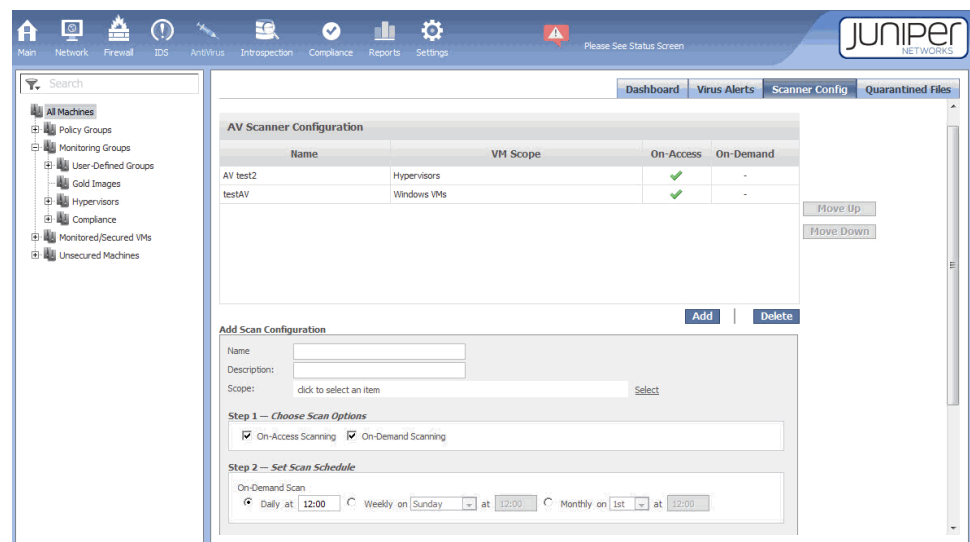 Main Network Firewall IDS AntiVirus Introspection Compliance Reports Settings Please See Status Screen
JUNIPER
NETWORKS
Search
Dashboard Virus Alerts Scanner Config Quarantined Files
All Machines
Policy Groups
Monitoring Groups
User-Defined Groups
Gold Images
Hypervisors
Compliance
Monitored/Secured VMs
Unsecured Machines
AV Scanner Configuration
Name VM Scope On-Access On-Demand
AV test2 Hypervisors -
testAV Windows VMs -
Move Up
Move Down
Add | Delete
Add Scan Configuration
Name
Description:
Scope: click to select an item Select
Step 1 — Choose Scan Options
On-Access Scanning On-Demand Scanning
Step 2 — Set Scan Schedule
On-Demand Scan
Daily at 12:00 Weekly on Sunday at 12:00 Monthly on 1st at 12:00